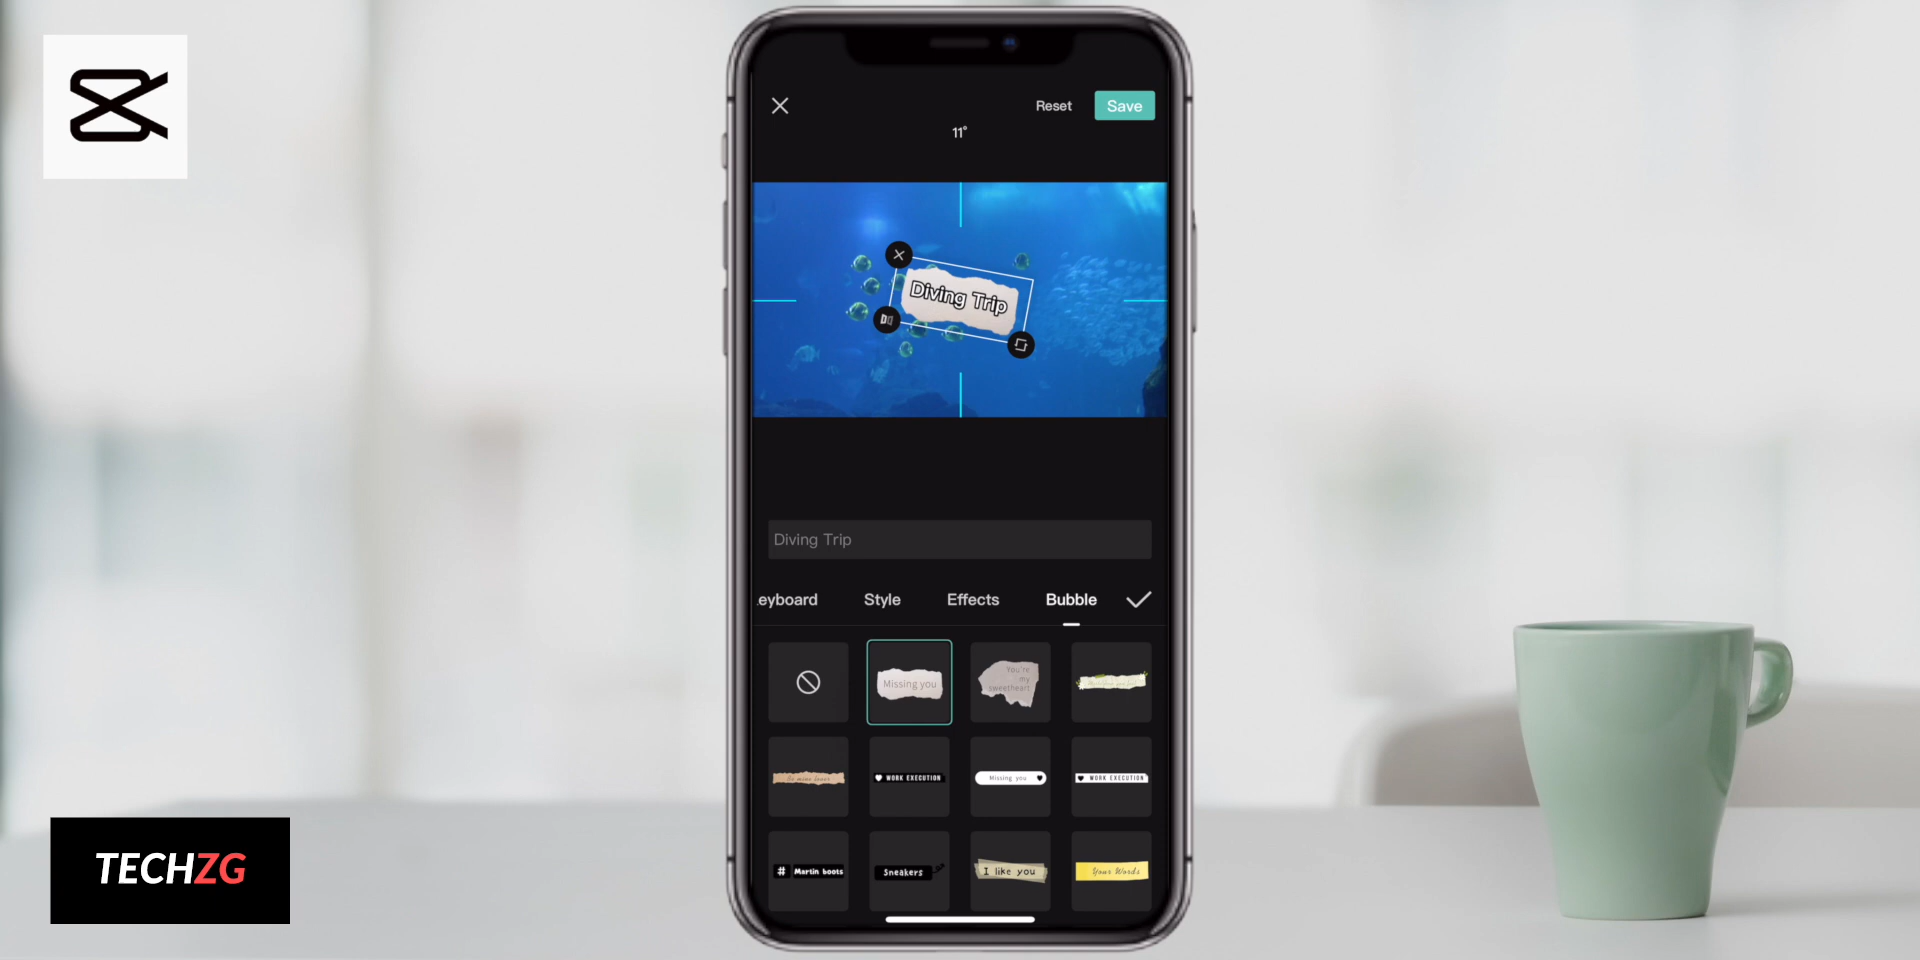 Reset
Save
11°
Diving Trip
Diving Trip
eyboard
Style
Effects
Bubble
Missing you
You're
my
sweetheart
WORK EXECUTION
Missing you
WORK EXECUTION
# Martin boots
Sneakers
I like you
Your Words
TECHZG